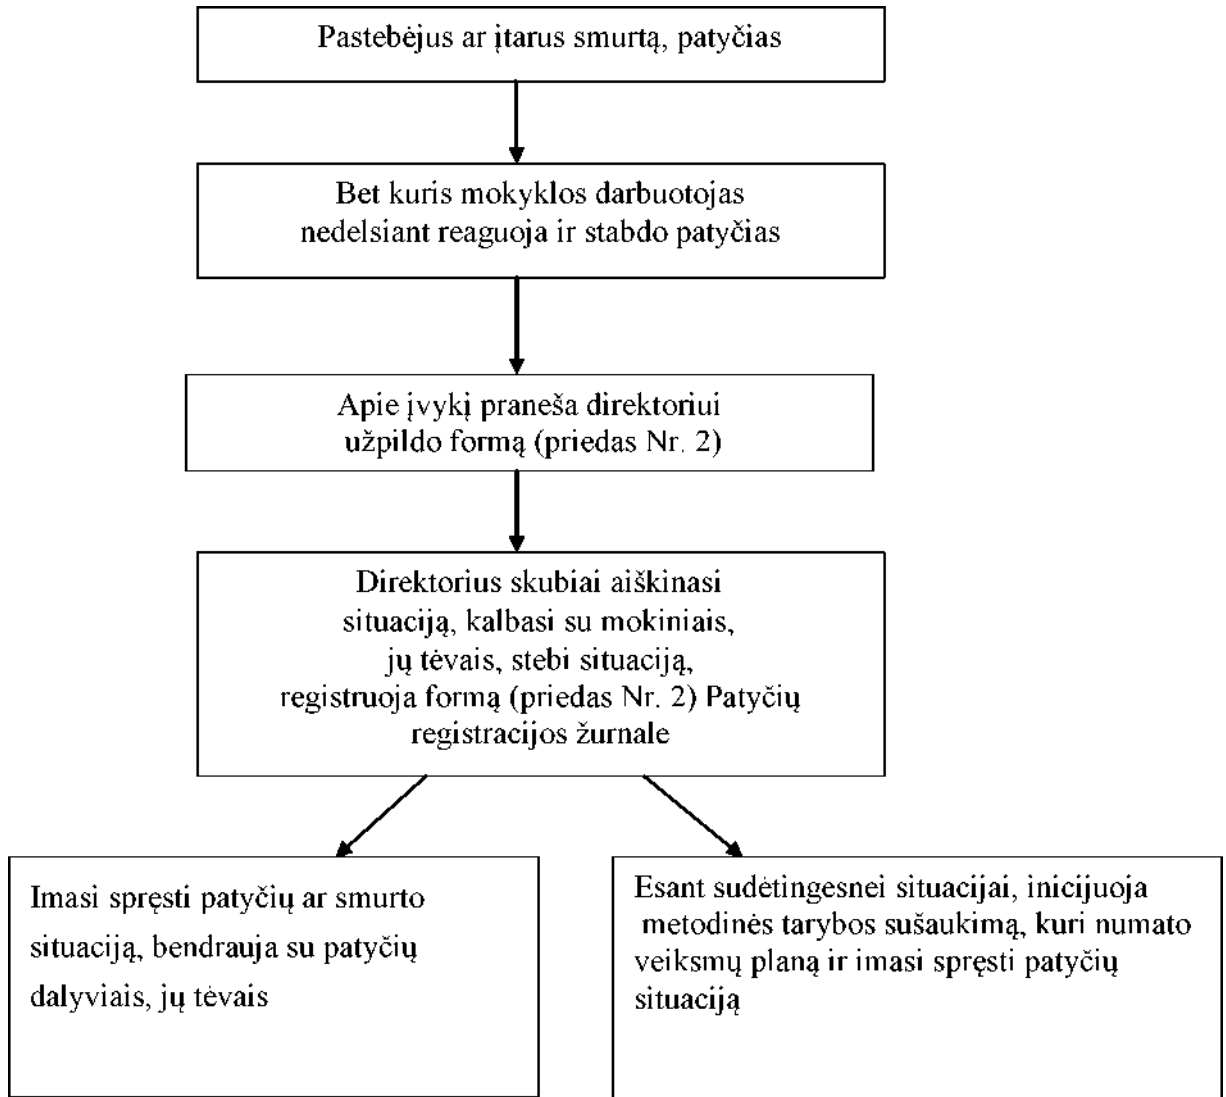 Pastebėjus ar įtarus smurtą, patyčias
Bet kuris mokyklos darbuotojas
nedelsiant reaguoja ir stabdo patyčias
Apie įvykį praneša direktoriui
užpildo formą (priedas Nr. 2)
Direktorius skubiai aiškinasi
situaciją, kalbasi su mokiniais,
jų tėvais, stebi situaciją,
registruoja formą (priedas Nr. 2) Patyčių
registracijos žurnale
Imasi spręsti patyčių ar smurto
situaciją, bendrauja su patyčių
dalyviais, jų tėvais
Esant sudėtingesnei situacijai, inicijuoja
metodinės tarybos sušaukimą, kuri numato
veiksmų planą ir imasi spręsti patyčių
situaciją